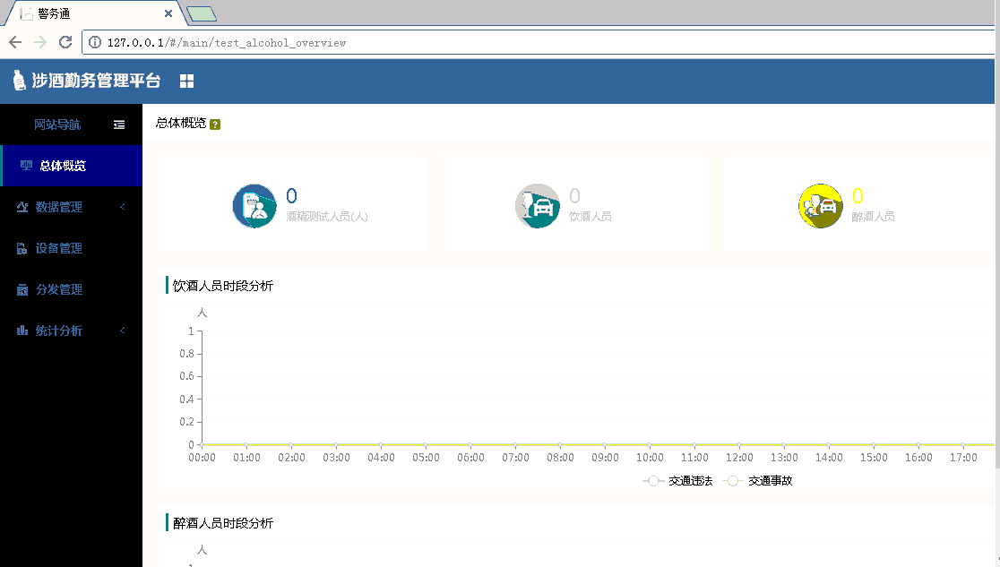 警务通
127.0.0.1/#/main/test_alcohol_overview
涉酒勤务管理平台
网站导航
总体概览
数据管理
设备管理
分发管理
统计分析
总体概览 ?
0
酒精测试人员(人)
0
饮酒人员
0
醉酒人员
饮酒人员时段分析
人
1
0.8
0.6
0.4
0.2
0
00:00 01:00 02:00 03:00 04:00 05:00 06:00 07:00 08:00 09:00 10:00 11:00 12:00 13:00 14:00 15:00 16:00 17:00
交通违法 交通事故
醉酒人员时段分析
人
1